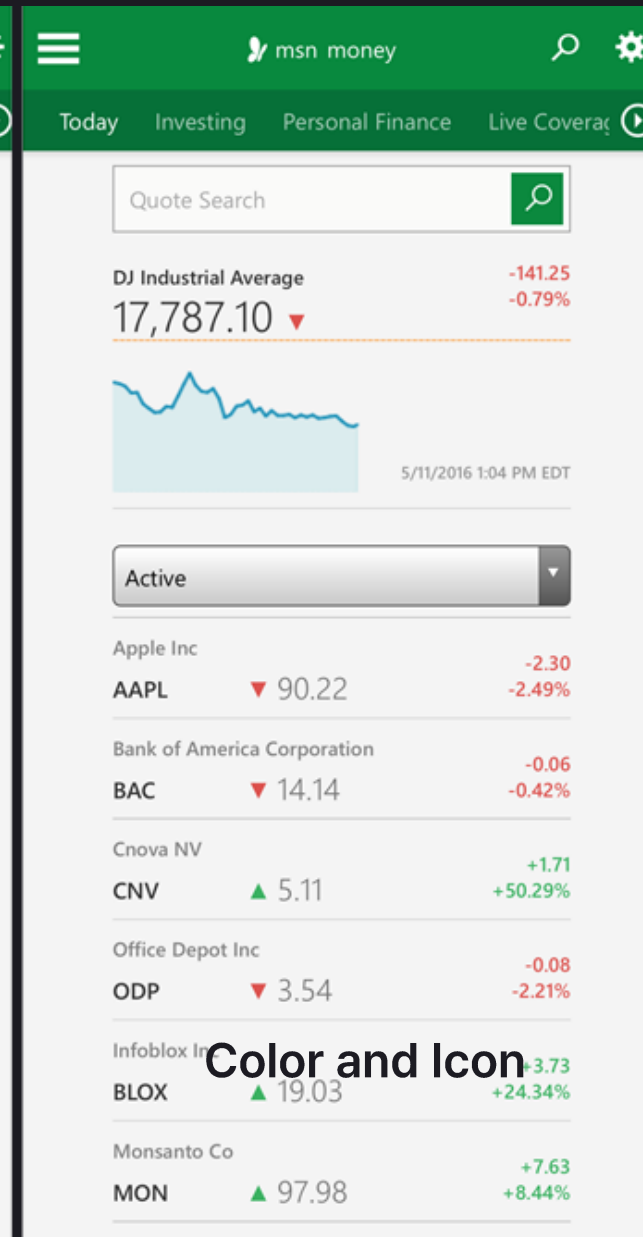 msn money
Today Investing Personal Finance Live Coverag
Quote Search
DJ Industrial Average
-141.25
17,787.10
-0.79%
5/11/2016 1:04 PM EDT
Active
Apple Inc
-2.30
AAPL 90.22
-2.49%
Bank of America Corporation
-0.06
BAC 14.14
-0.42%
Cnova NV
+1.71
CNV 5.11
+50.29%
Office Depot Inc
-0.08
ODP 3.54
-2.21%
Infoblox Inc
Color and Icon
+3.73
BLOX 19.03
+24.34%
Monsanto Co
+7.63
MON 97.98
+8.44%